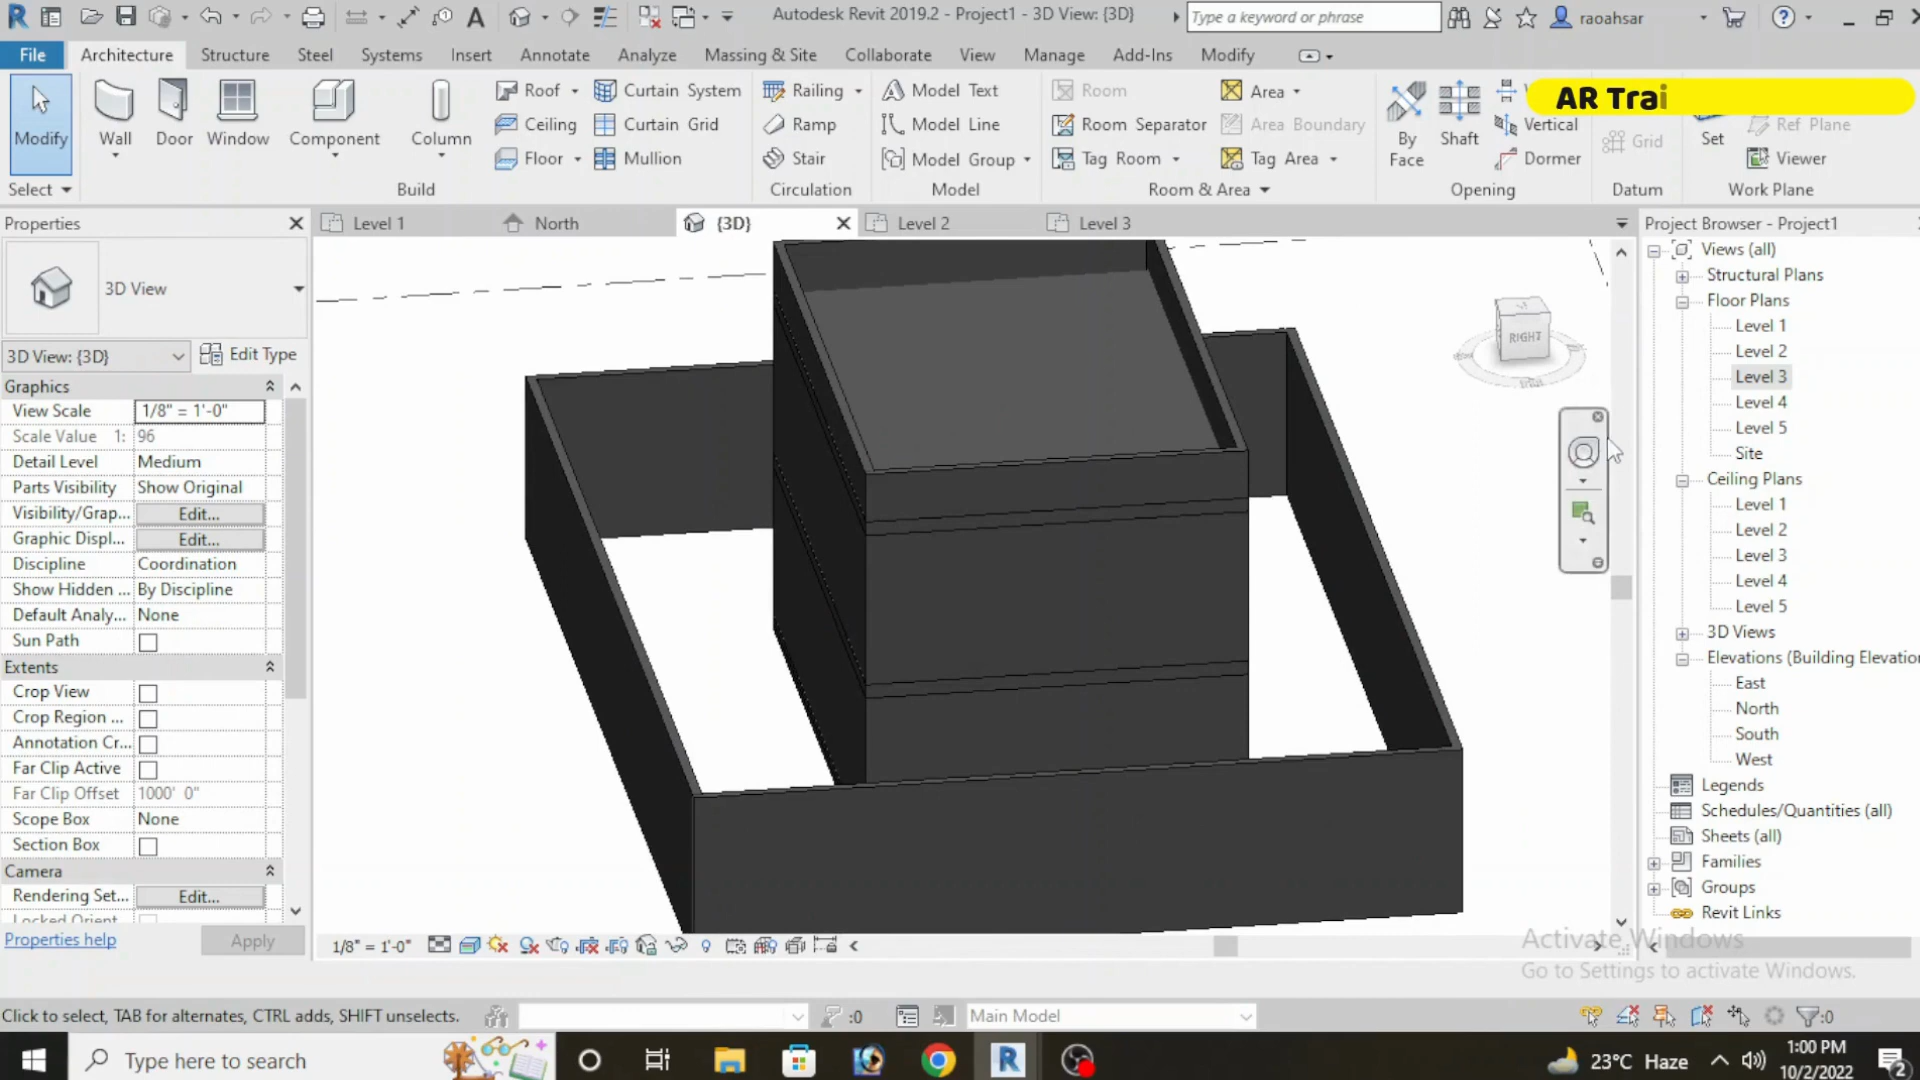 Autodesk Revit 2019.2 - Project1 - 3D View: {3D}
Type a keyword or phrase
raoahsar
File
Architecture
Structure
Steel
Systems
Insert
Annotate
Analyze
Massing & Site
Collaborate
View
Manage
Add-Ins
Modify
Modify
Wall
Door
Window
Component
Column
Roof
Ceiling
Floor
Curtain System
Curtain Grid
Mullion
Railing
Ramp
Stair
Model Text
Model Line
Model Group
Room
Room Separator
Tag Room
Area
Area Boundary
Tag Area
By
Face
Shaft
Vertical
Dormer
Grid
Set
Ref Plane
Viewer
AR Trai
Select
Build
Circulation
Model
Room & Area
Opening
Datum
Work Plane
Properties
3D View
3D View: {3D}
Edit Type
Graphics
View Scale 1/8" = 1'-0"
Scale Value 1: 96
Detail Level Medium
Parts Visibility Show Original
Visibility/Grap... Edit...
Graphic Displ... Edit...
Discipline Coordination
Show Hidden ... By Discipline
Default Analy... None
Sun Path
Extents
Crop View
Crop Region ...
Annotation Cr...
Far Clip Active
Far Clip Offset 1000' 0"
Scope Box None
Section Box
Camera
Rendering Set... Edit...
Locked Orient
Properties help
Apply
Level 1
North
{3D}
Level 2
Level 3
RIGHT
1/8" = 1'-0"
Project Browser - Project1
Views (all)
Structural Plans
Floor Plans
Level 1
Level 2
Level 3
Level 4
Level 5
Site
Ceiling Plans
Level 1
Level 2
Level 3
Level 4
Level 5
3D Views
Elevations (Building Elevatio
East
North
South
West
Legends
Schedules/Quantities (all)
Sheets (all)
Families
Groups
Revit Links
Activate Windows
Go to Settings to activate Windows.
Click to select, TAB for alternates, CTRL adds, SHIFT unselects.
:0
Main Model
:0
Type here to search
23°C Haze
1:00 PM
10/2/2022
2